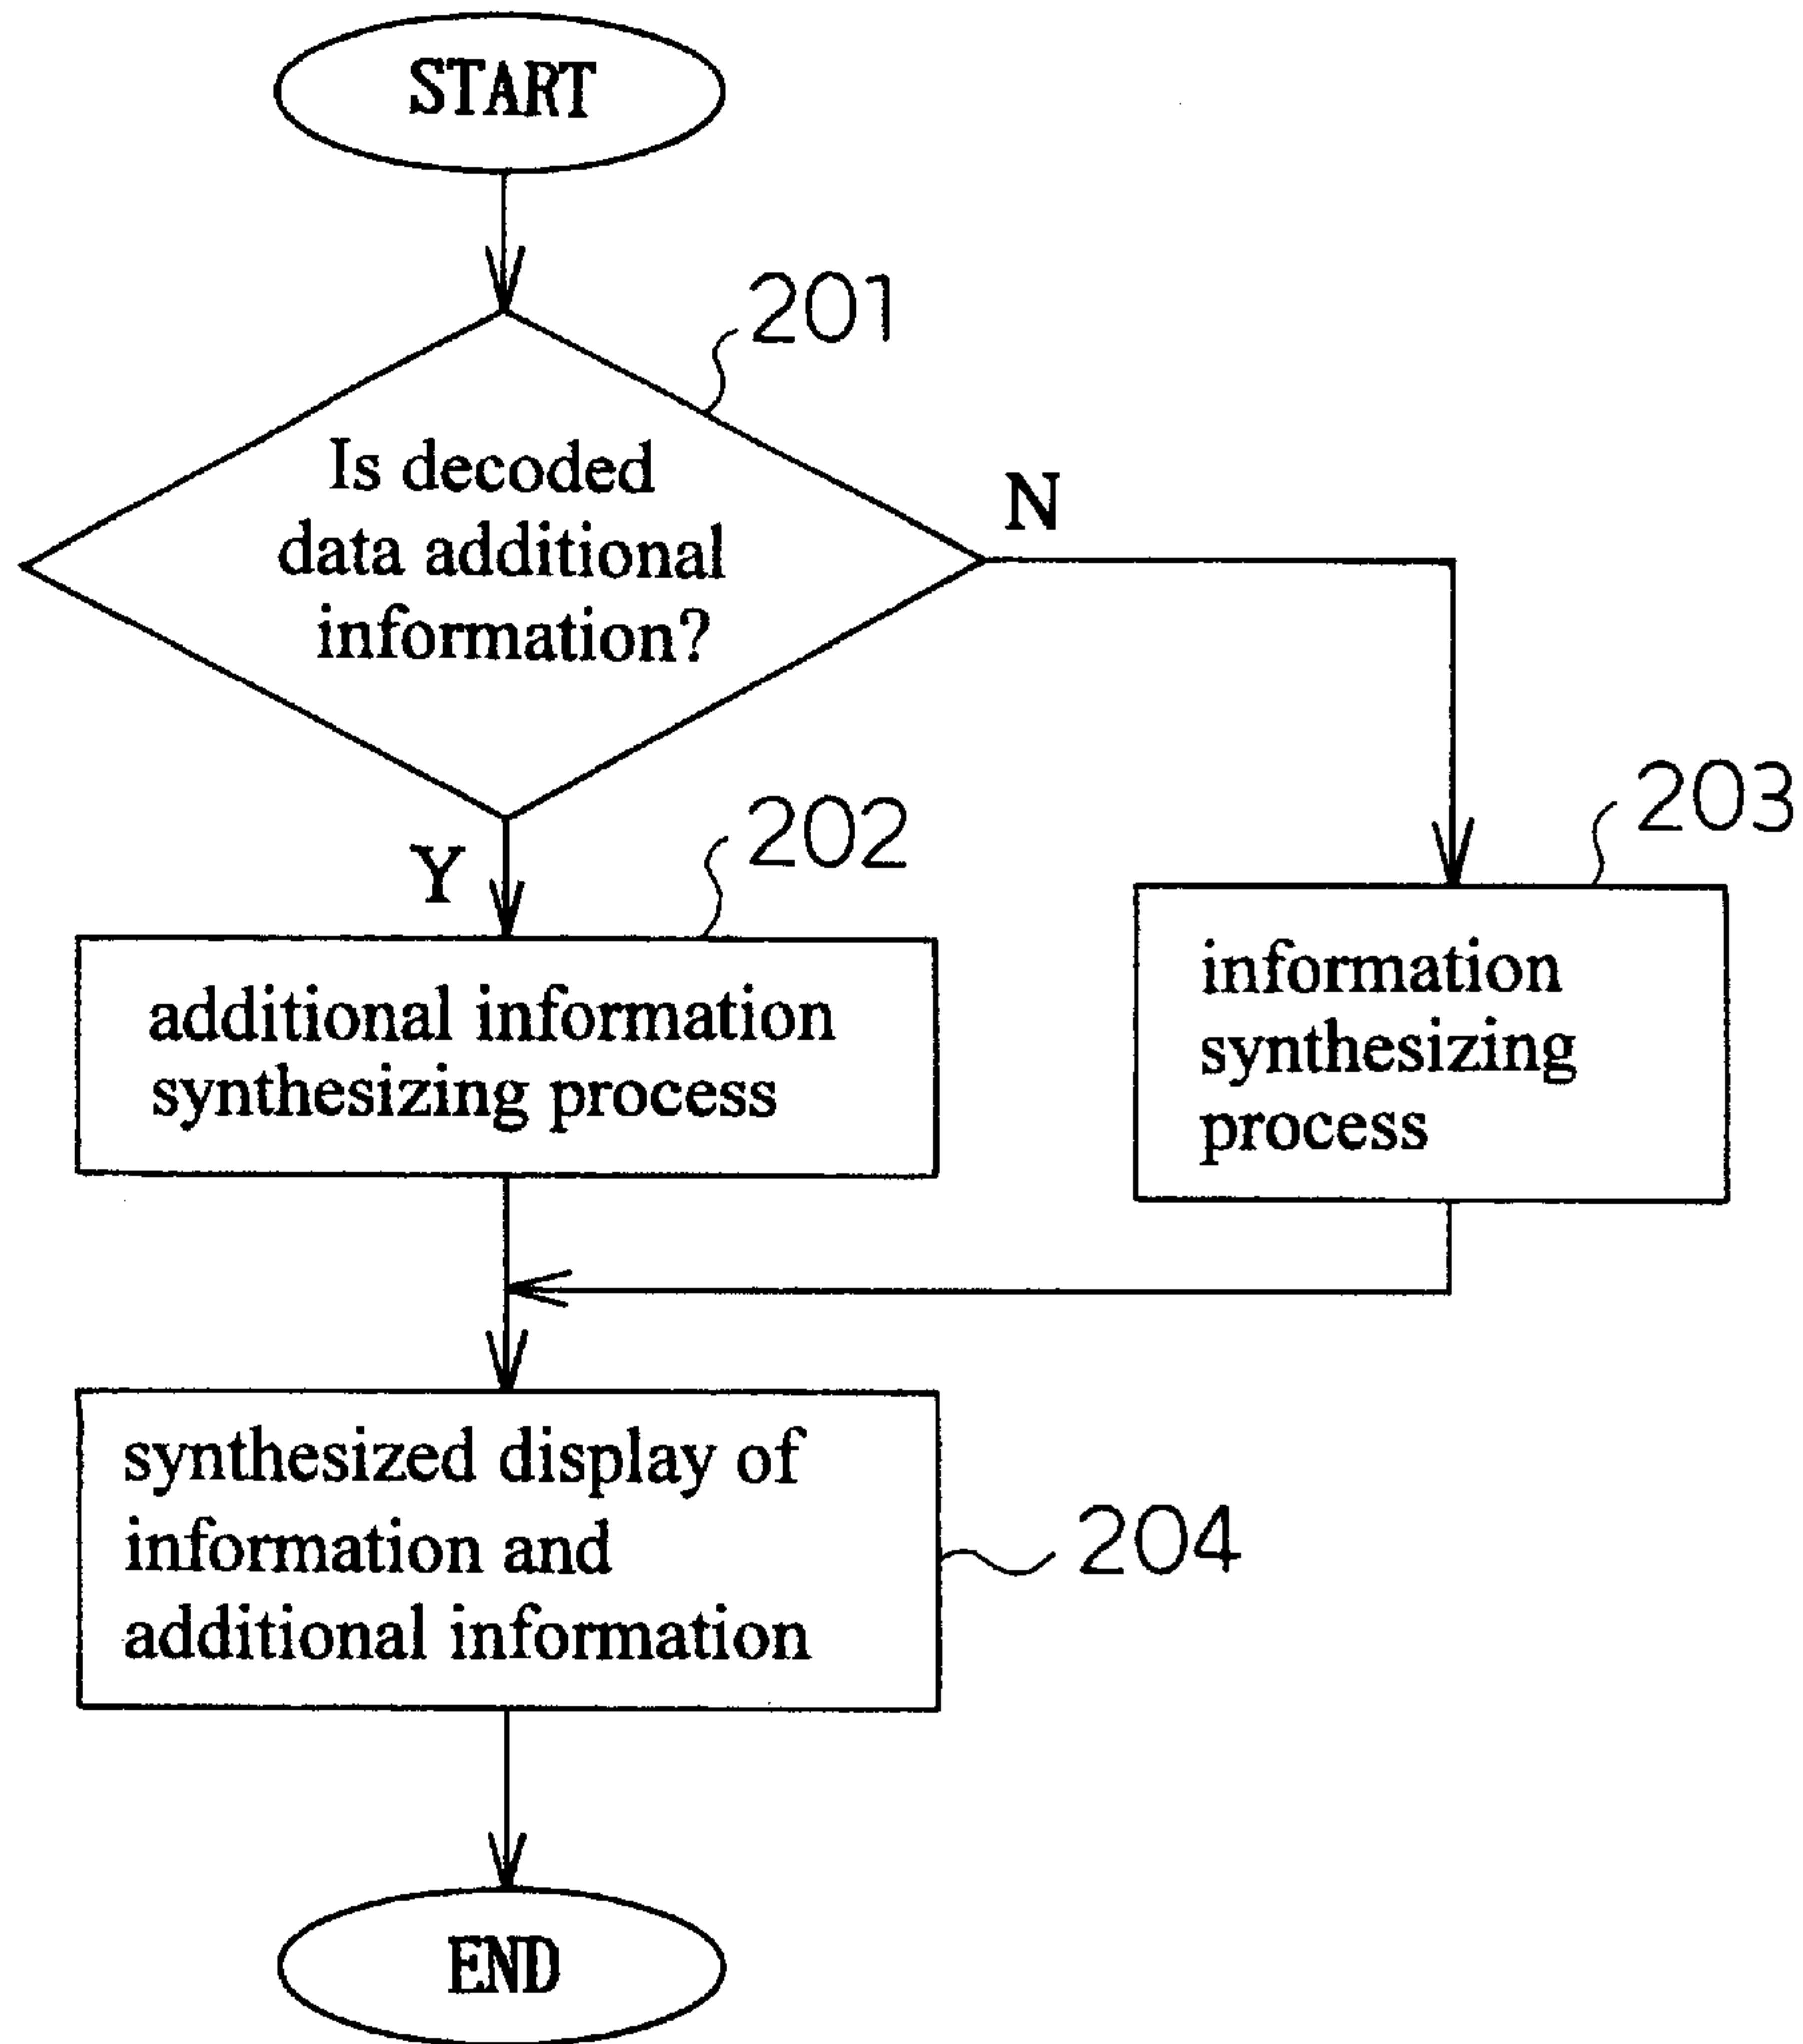 START
201
Is decoded
data additional
information?
N
Y
202
203
additional information
synthesizing process
information
synthesizing
process
synthesized display of
information and
additional information
204
END